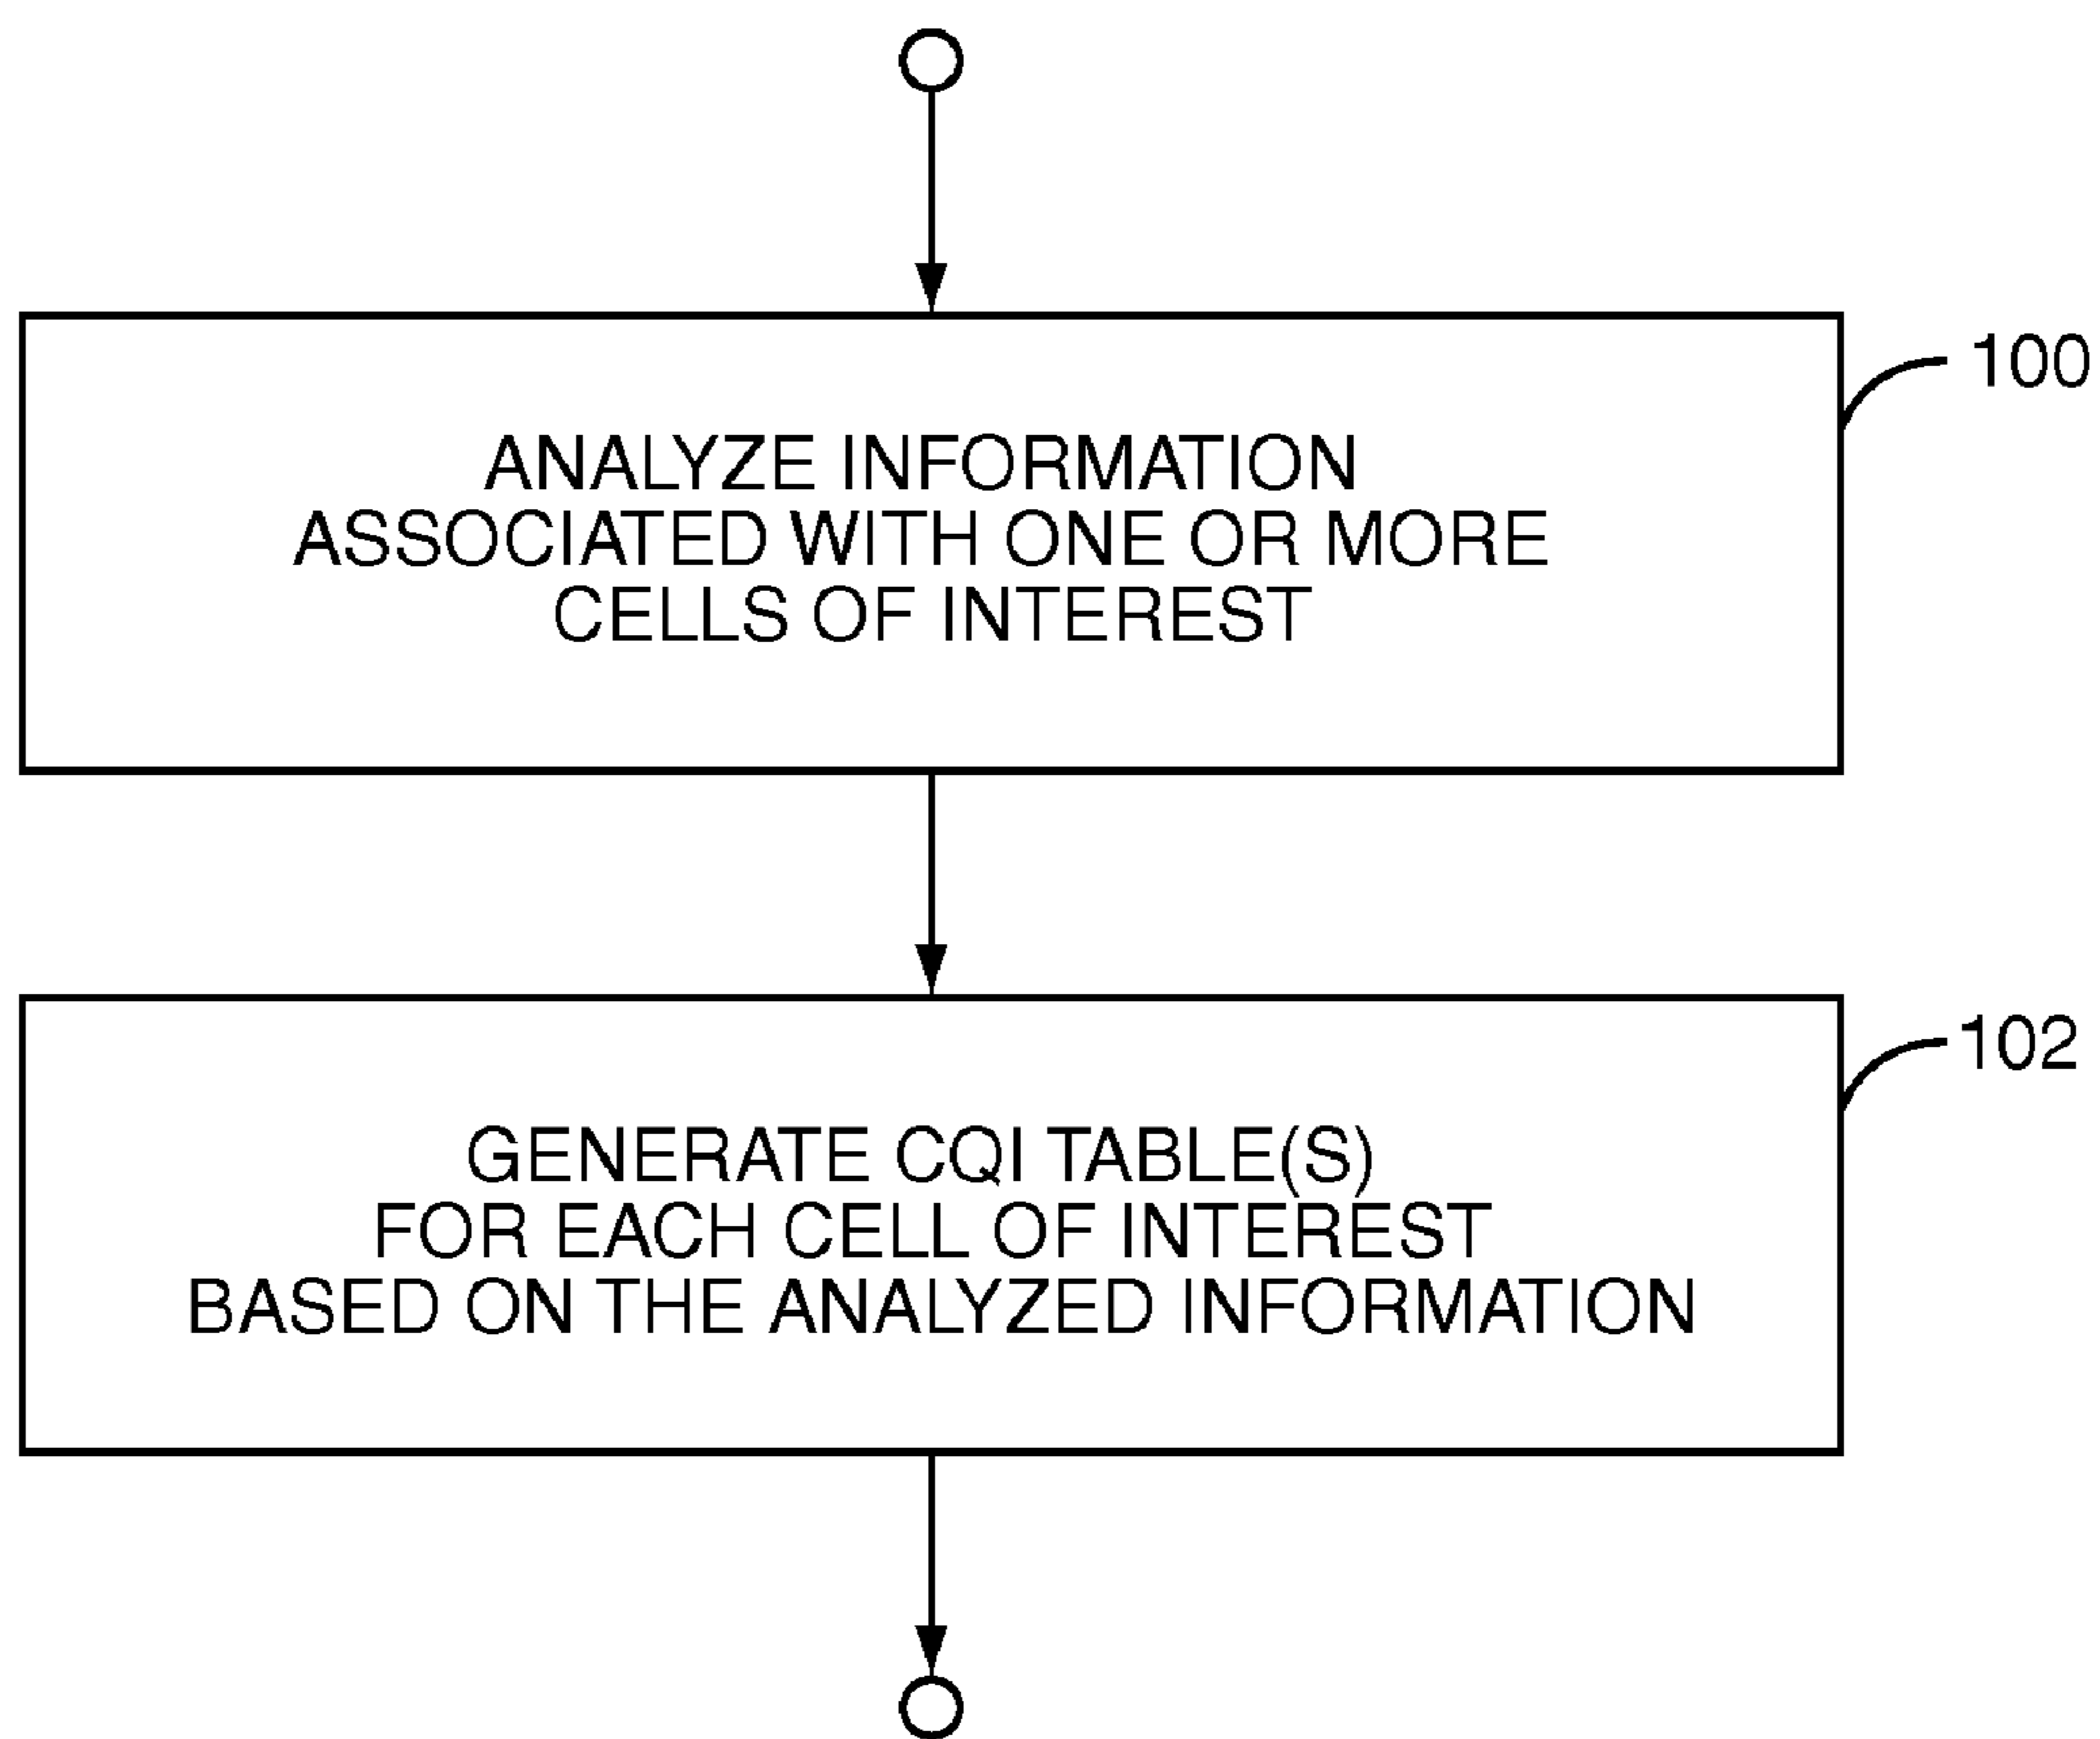 100
ANALYZE INFORMATION
ASSOCIATED WITH ONE OR MORE
CELLS OF INTEREST
102
GENERATE CQI TABLE(S)
FOR EACH CELL OF INTEREST
BASED ON THE ANALYZED INFORMATION